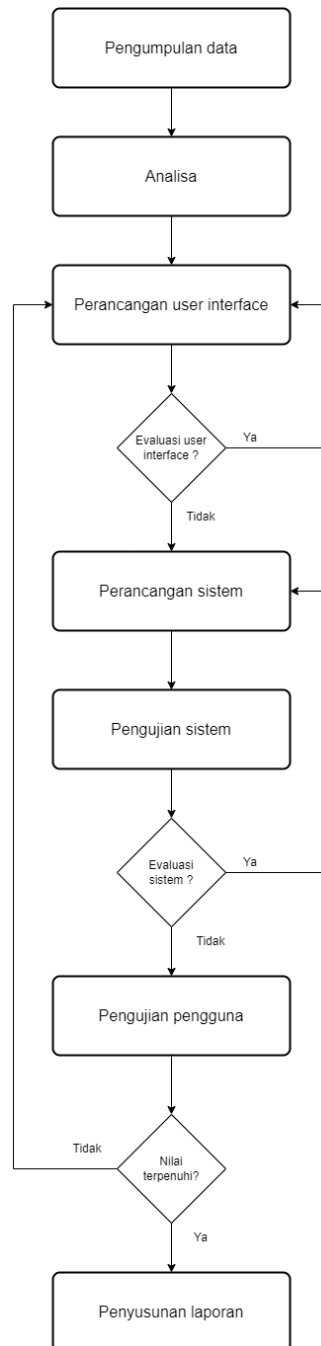 Pengumpulan data
Analisa
Perancangan user interface
Evaluasi user
interface ?
Ya
Tidak
Perancangan sistem
Pengujian sistem
Evaluasi
sistem ?
Ya
Tidak
Pengujian pengguna
Tidak
Nilai
terpenuhi?
Ya
Penyusunan laporan